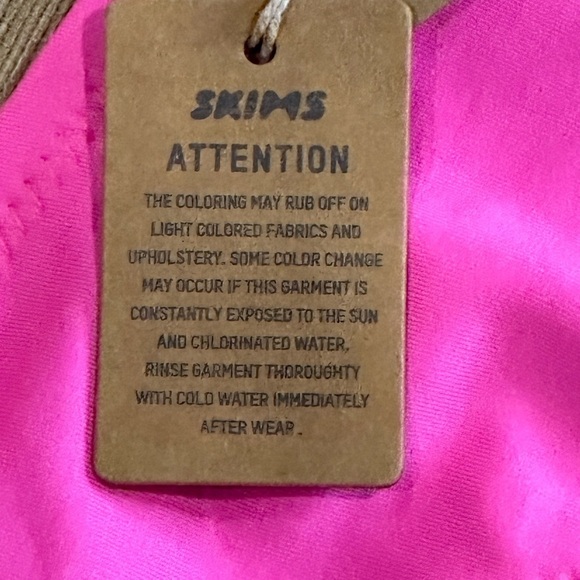 SKIMS
ATTENTION
THE COLORING MAY RUB OFF ON
LIGHT COLORED FABRICS AND
UPHOLSTERY. SOME COLOR CHANGE
MAY OCCUR IF THIS GARMENT IS
CONSTANTLY EXPOSED TO THE SUN
AND CHLORINATED WATER.
RINSE GARMENT THOROUGHTY
WITH COLD WATER IMMEDIATELY
AFTER WEAR.